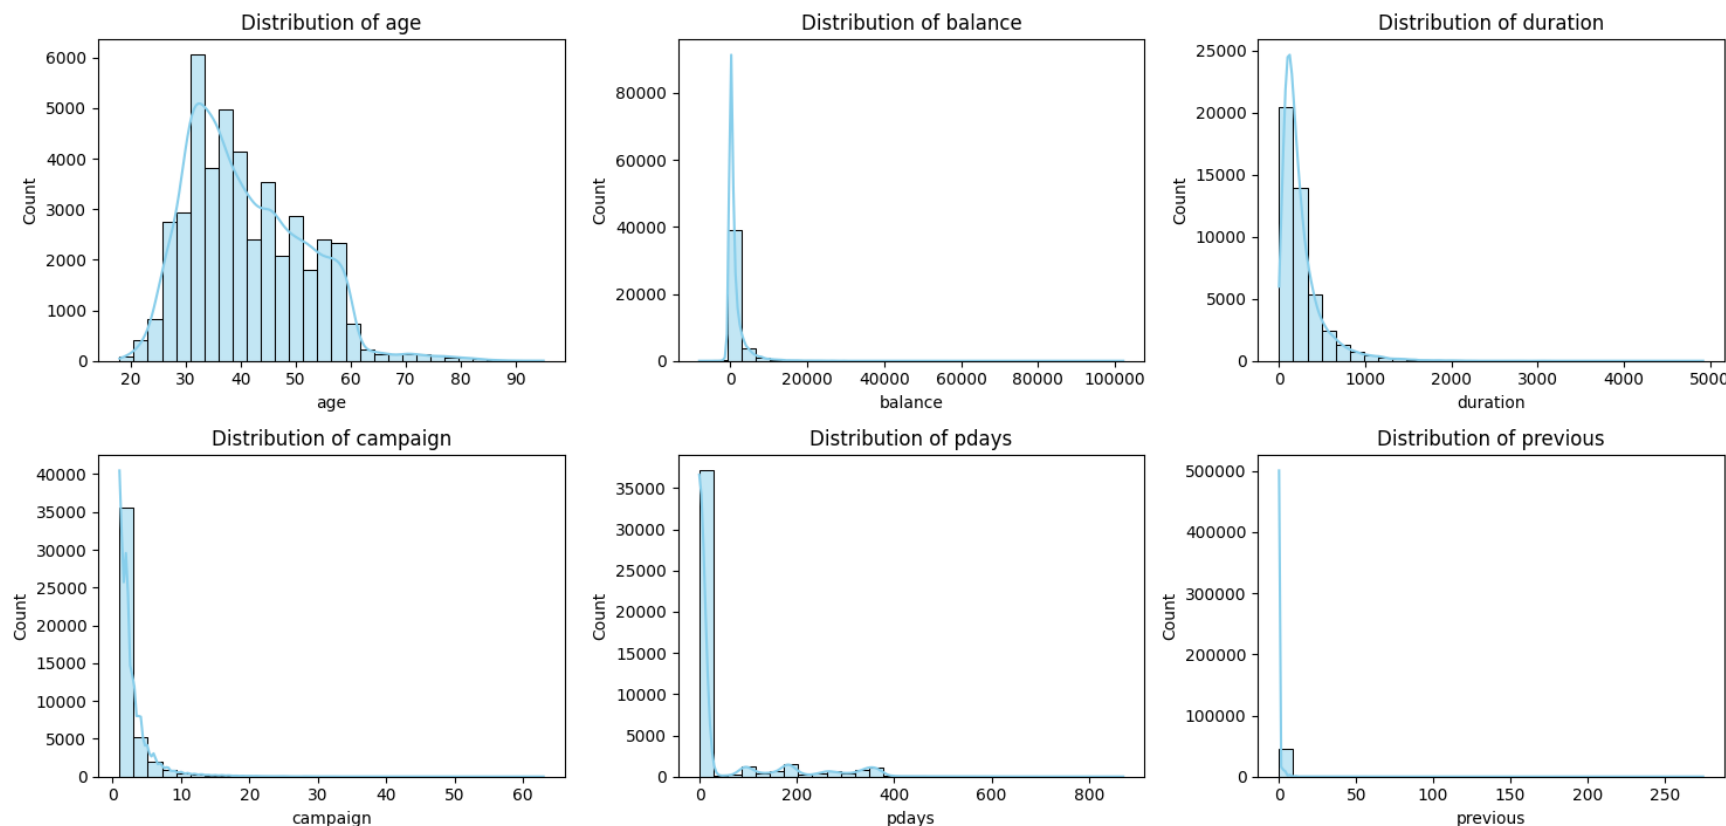 Distribution of age
6000
5000
4000
3000
2000
1000
0
Count
20 30 40 50 60 70 80 90
age
Distribution of balance
80000
60000
40000
20000
0
Count
0 20000 40000 60000 80000 100000
balance
Distribution of duration
25000
20000
15000
10000
5000
0
Count
0 1000 2000 3000 4000 5000
duration
Distribution of campaign
40000
35000
30000
25000
20000
15000
10000
5000
0
Count
0 10 20 30 40 50 60
campaign
Distribution of pdays
35000
30000
25000
20000
15000
10000
5000
0
Count
0 200 400 600 800
pdays
Distribution of previous
500000
400000
300000
200000
100000
0
Count
0 50 100 150 200 250
previous